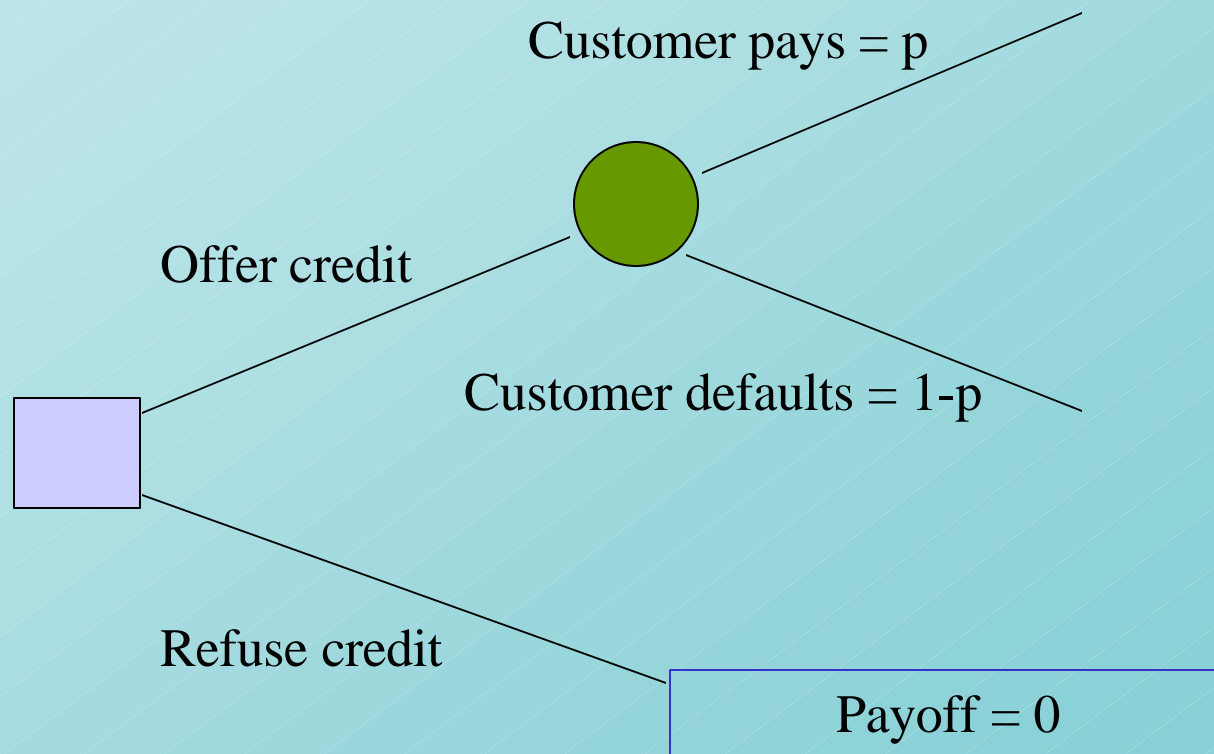 Customer pays = p
Offer credit
Customer defaults = 1-p
Refuse credit
Payoff = 0